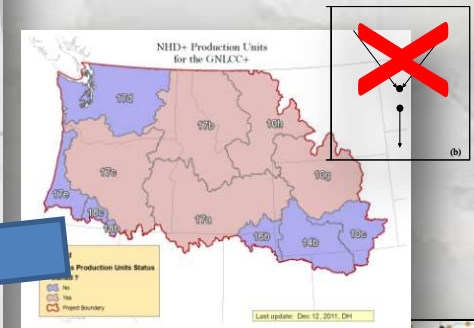 NHD+ Production Units
for the GNLCC+
17d
17b
10h
17c
10g
17e
17a
18c
16b
14b
10c
(b)
s Production Units Status
?
No
Yes
Project Boundary
Last update: Dec 12, 2011, DH